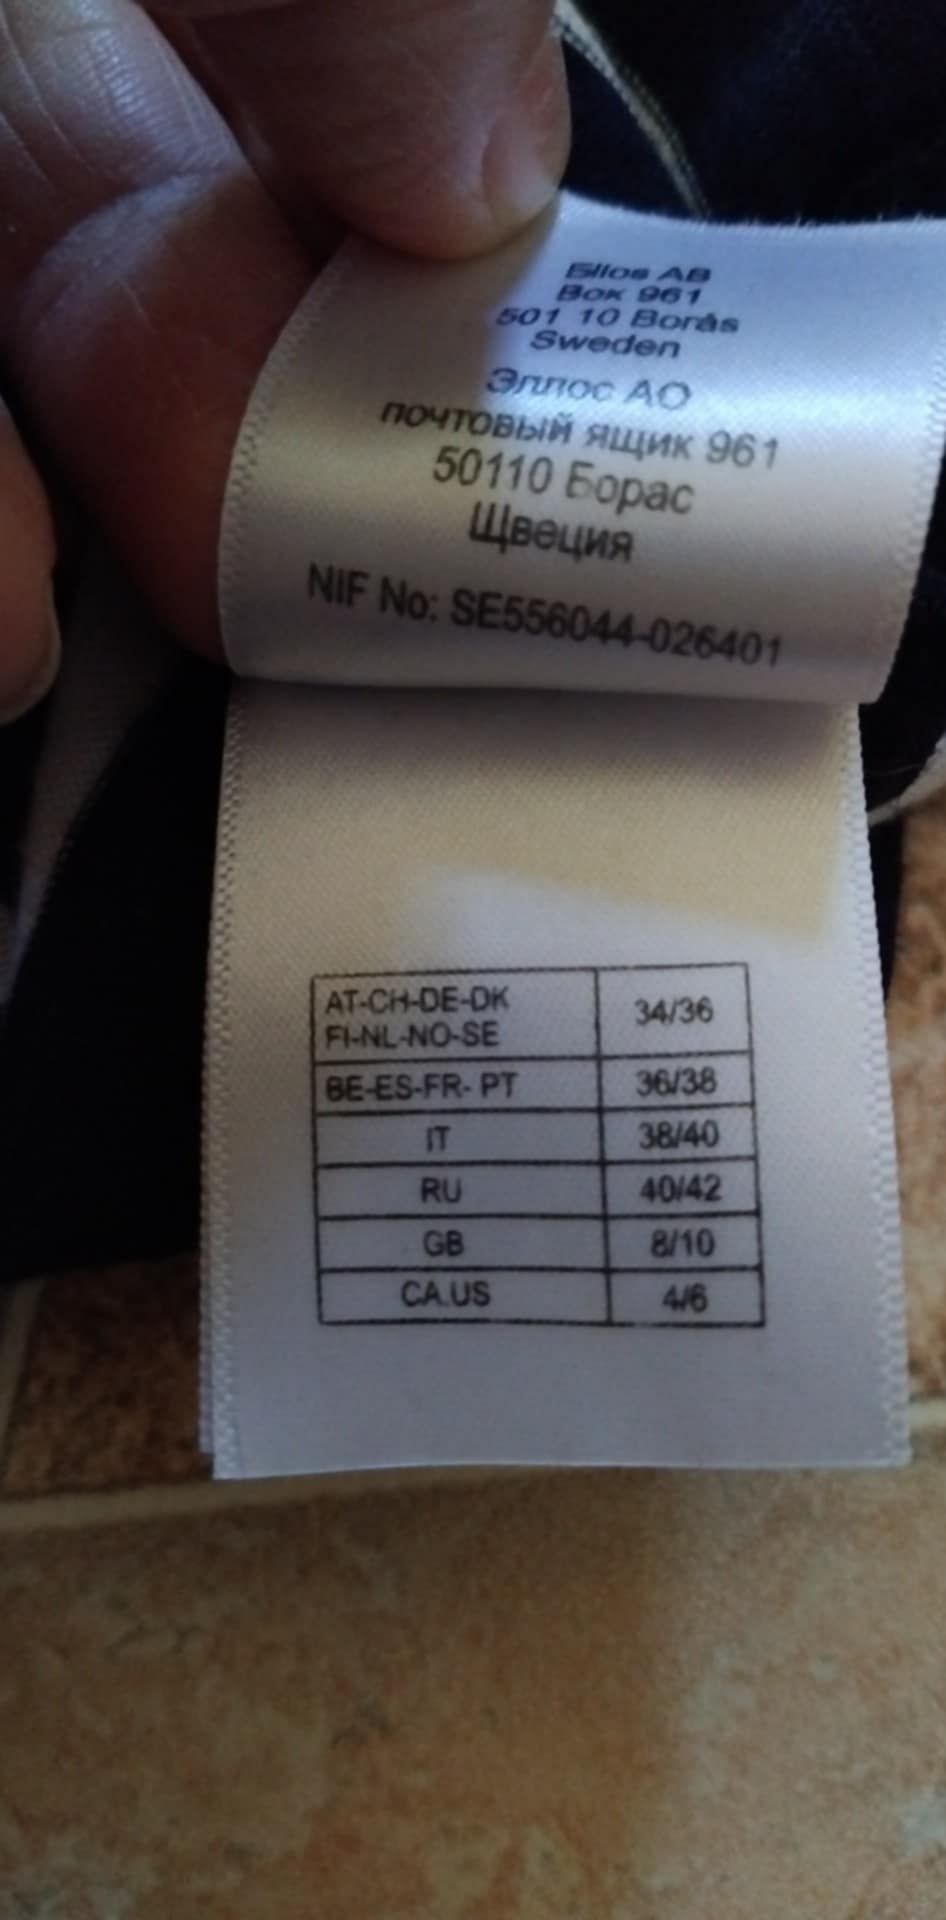 Ellos AB
Box 961
501 10 Borås
Sweden
Эллос АО
почтовый ящик 961
50110 Борас
Щвеция
NIF No: SE556044-026401
AT-CH-DE-DK
FI-NL-NO-SE
34/36
BE-ES-FR- PT 36/38
IT 38/40
RU 40/42
GB 8/10
CA.US 4/6